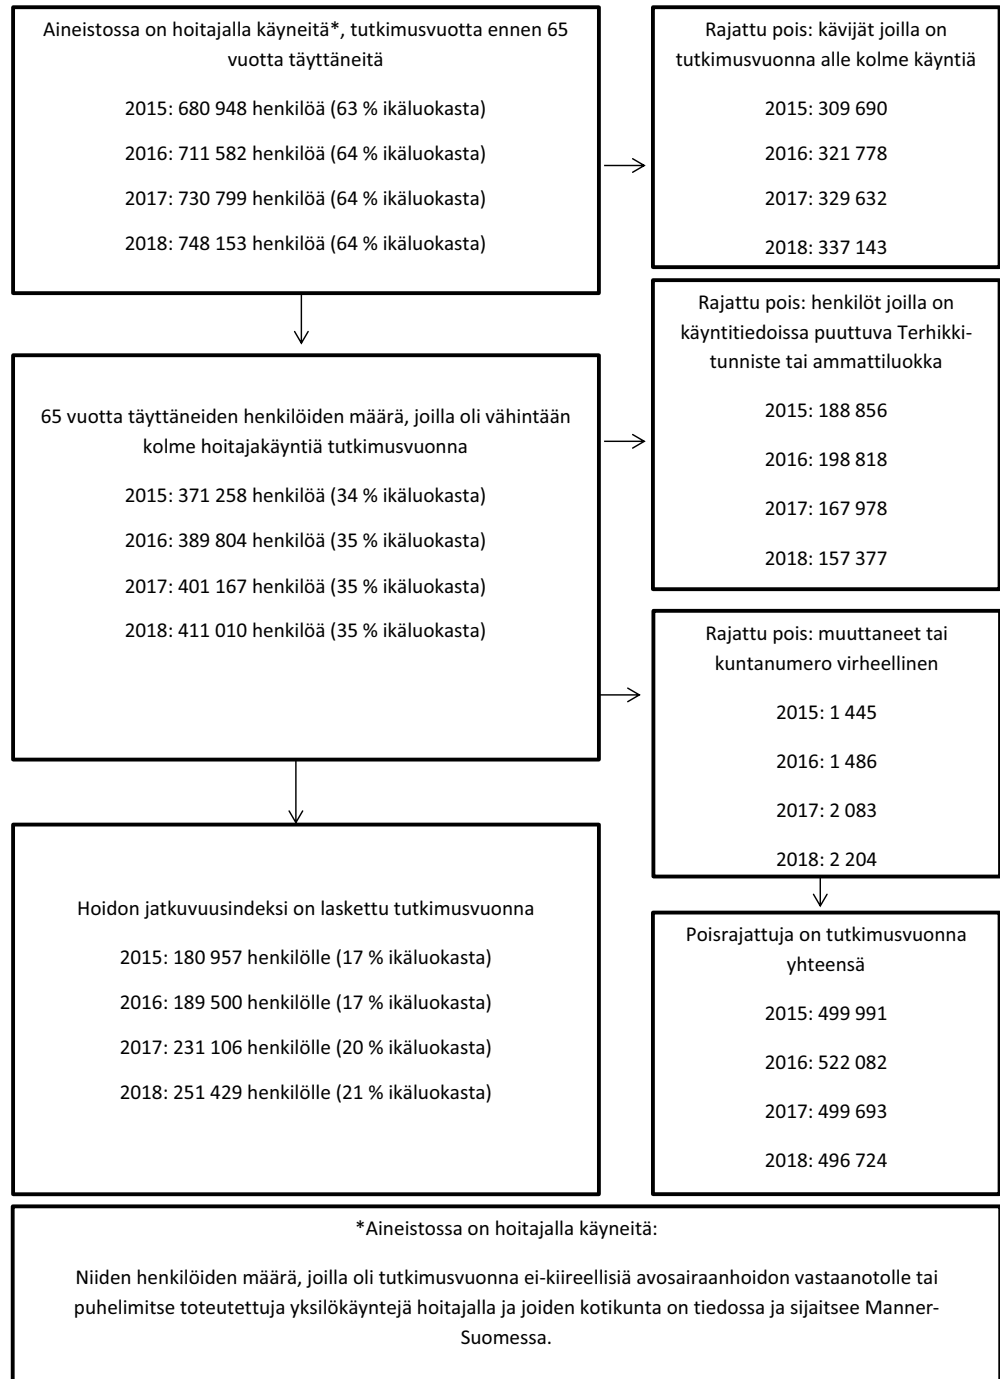 Aineistossa on hoitajalla käyneitä*, tutkimusvuotta ennen 65
vuotta täyttäneitä
2015: 680 948 henkilöä (63 % ikäluokasta)
2016: 711 582 henkilöä (64 % ikäluokasta)
2017: 730 799 henkilöä (64 % ikäluokasta)
2018: 748 153 henkilöä (64 % ikäluokasta)
Rajattu pois: kävijät joilla on
tutkimusvuonna alle kolme käyntiä
2015: 309 690
2016: 321 778
2017: 329 632
2018: 337 143
65 vuotta täyttäneiden henkilöiden määrä, joilla oli vähintään
kolme hoitajakäyntiä tutkimusvuonna
2015: 371 258 henkilöä (34 % ikäluokasta)
2016: 389 804 henkilöä (35 % ikäluokasta)
2017: 401 167 henkilöä (35 % ikäluokasta)
2018: 411 010 henkilöä (35 % ikäluokasta)
Rajattu pois: henkilöt joilla on
käyntitiedoissa puuttuva Terhikki-
tunniste tai ammattiluokka
2015: 188 856
2016: 198 818
2017: 167 978
2018: 157 377
Rajattu pois: muuttaneet tai
kuntanumero virheellinen
2015: 1 445
2016: 1 486
2017: 2 083
2018: 2 204
Hoidon jatkuvuusindeksi on laskettu tutkimusvuonna
2015: 180 957 henkilölle (17 % ikäluokasta)
2016: 189 500 henkilölle (17 % ikäluokasta)
2017: 231 106 henkilölle (20 % ikäluokasta)
2018: 251 429 henkilölle (21 % ikäluokasta)
Poisrajattuja on tutkimusvuonna
yhteensä
2015: 499 991
2016: 522 082
2017: 499 693
2018: 496 724
*Aineistossa on hoitajalla käyneitä:
Niiden henkilöiden määrä, joilla oli tutkimusvuonna ei-kiireellisiä avosairaanhoidon vastaanotolle tai
puhelimitse toteutettuja yksilökäyntejä hoitajalla ja joiden kotikunta on tiedossa ja sijaitsee Manner-
Suomessa.